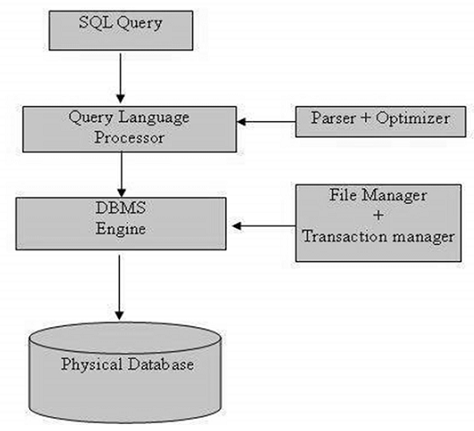 SQL Query
Query Language
Processor
Parser + Optimizer
DBMS
Engine
File Manager
+
Transaction manager
Physical Database